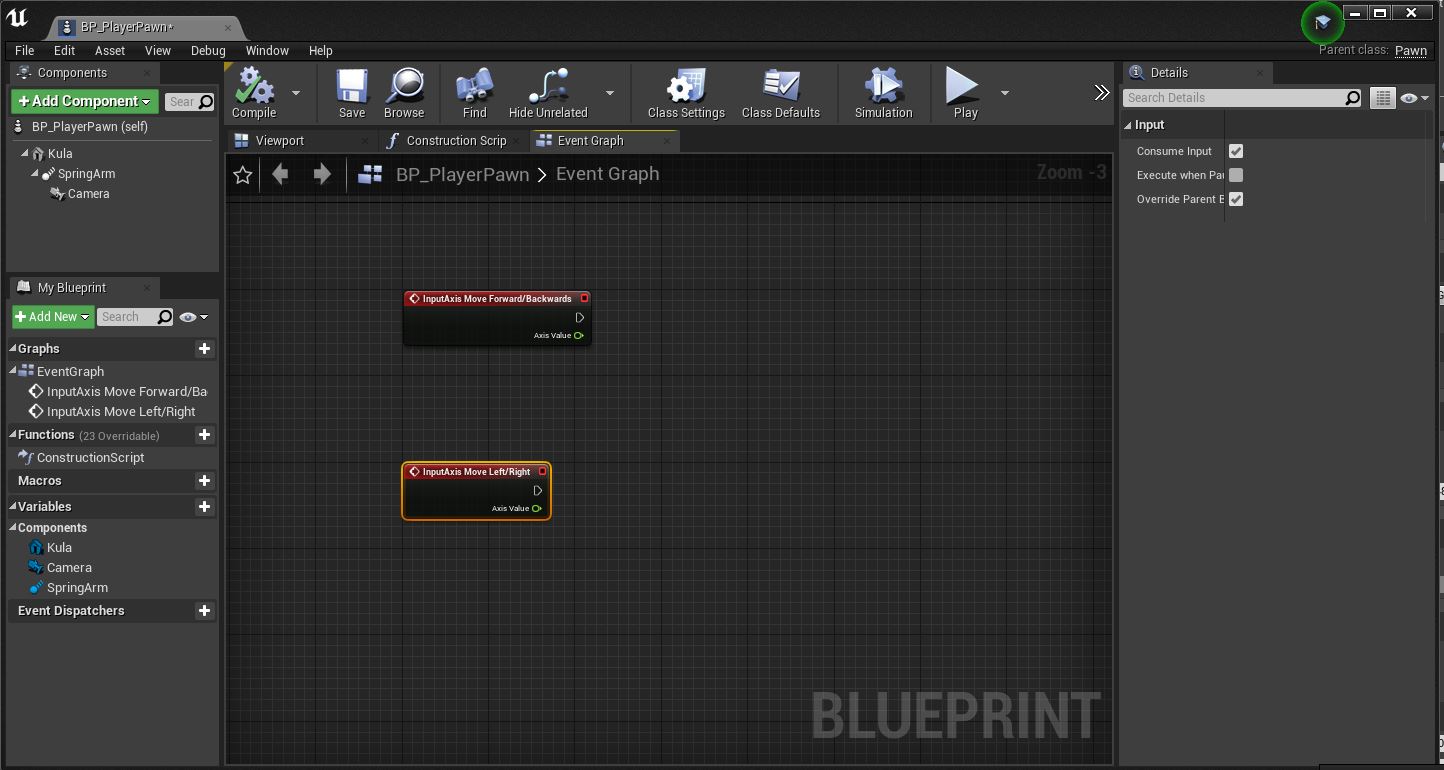 BP_PlayerPawn*
File Edit Asset View Debug Window Help
Parent class: Pawn
Components
+ Add Component
Sear
BP_PlayerPawn (self)
Kula
SpringArm
Camera
My Blueprint
+ Add New
Search
Graphs
EventGraph
InputAxis Move Forward/Ba
InputAxis Move Left/Right
Functions (23 Overridable)
ConstructionScript
Macros
Variables
Components
Kula
Camera
SpringArm
Event Dispatchers
Compile Save Browse Find Hide Unrelated Class Settings Class Defaults Simulation Play
Viewport Construction Scrip Event Graph
BP_PlayerPawn > Event Graph
Zoom -3
InputAxis Move Forward/Backwards
Axis Value
InputAxis Move Left/Right
Axis Value
BLUEPRINT
Details
Search Details
Input
Consume Input
Execute when Pa
Override Parent B